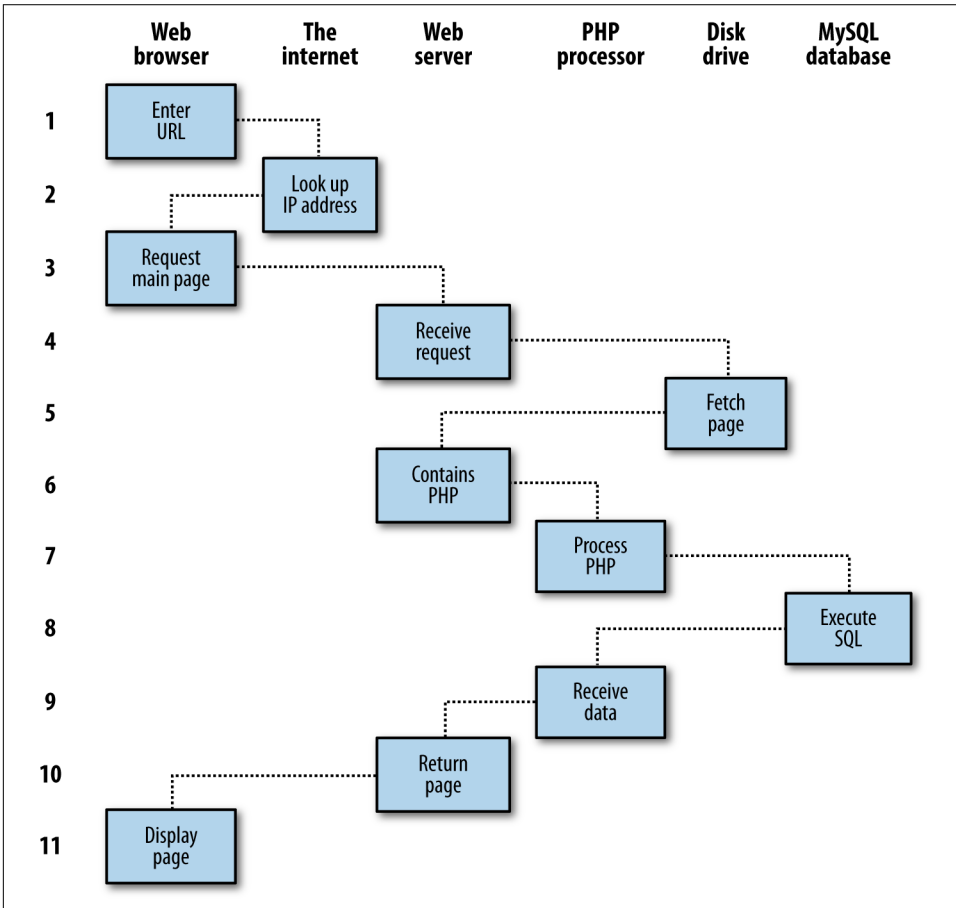 Web
browser
The
internet
Web
server
PHP
processor
Disk
drive
MySQL
database
1
Enter
URL
2
Look up
IP address
3
Request
main page
4
Receive
request
5
Fetch
page
6
Contains
PHP
7
Process
PHP
8
Execute
SQL
9
Receive
data
10
Return
page
11
Display
page